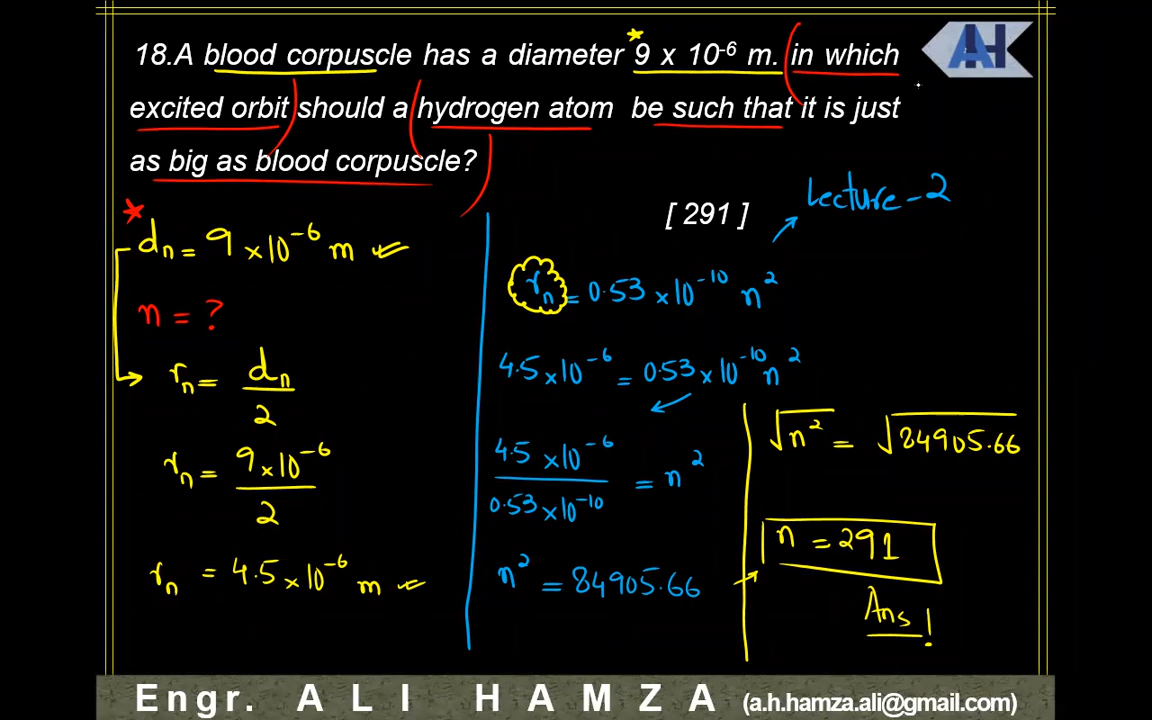 18.A blood corpuscle has a diameter 9 x 10⁻⁶ m. in which
excited orbit should a hydrogen atom be such that it is just
as big as blood corpuscle?
[ 291 ]
Lecture - 2
dₙ = 9 × 10⁻⁶ m
n = ?
rₙ = dₙ / 2
rₙ = 9 × 10⁻⁶ / 2
rₙ = 4.5 × 10⁻⁶ m
rₙ = 0.53 × 10⁻¹⁰ n²
4.5 × 10⁻⁶ = 0.53 × 10⁻¹⁰ n²
4.5 × 10⁻⁶ / 0.53 × 10⁻¹⁰ = n²
n² = 84905.66
√n² = √84905.66
n = 291
Ans !
AH
Engr. ALI HAMZA (a.h.hamza.ali@gmail.com)